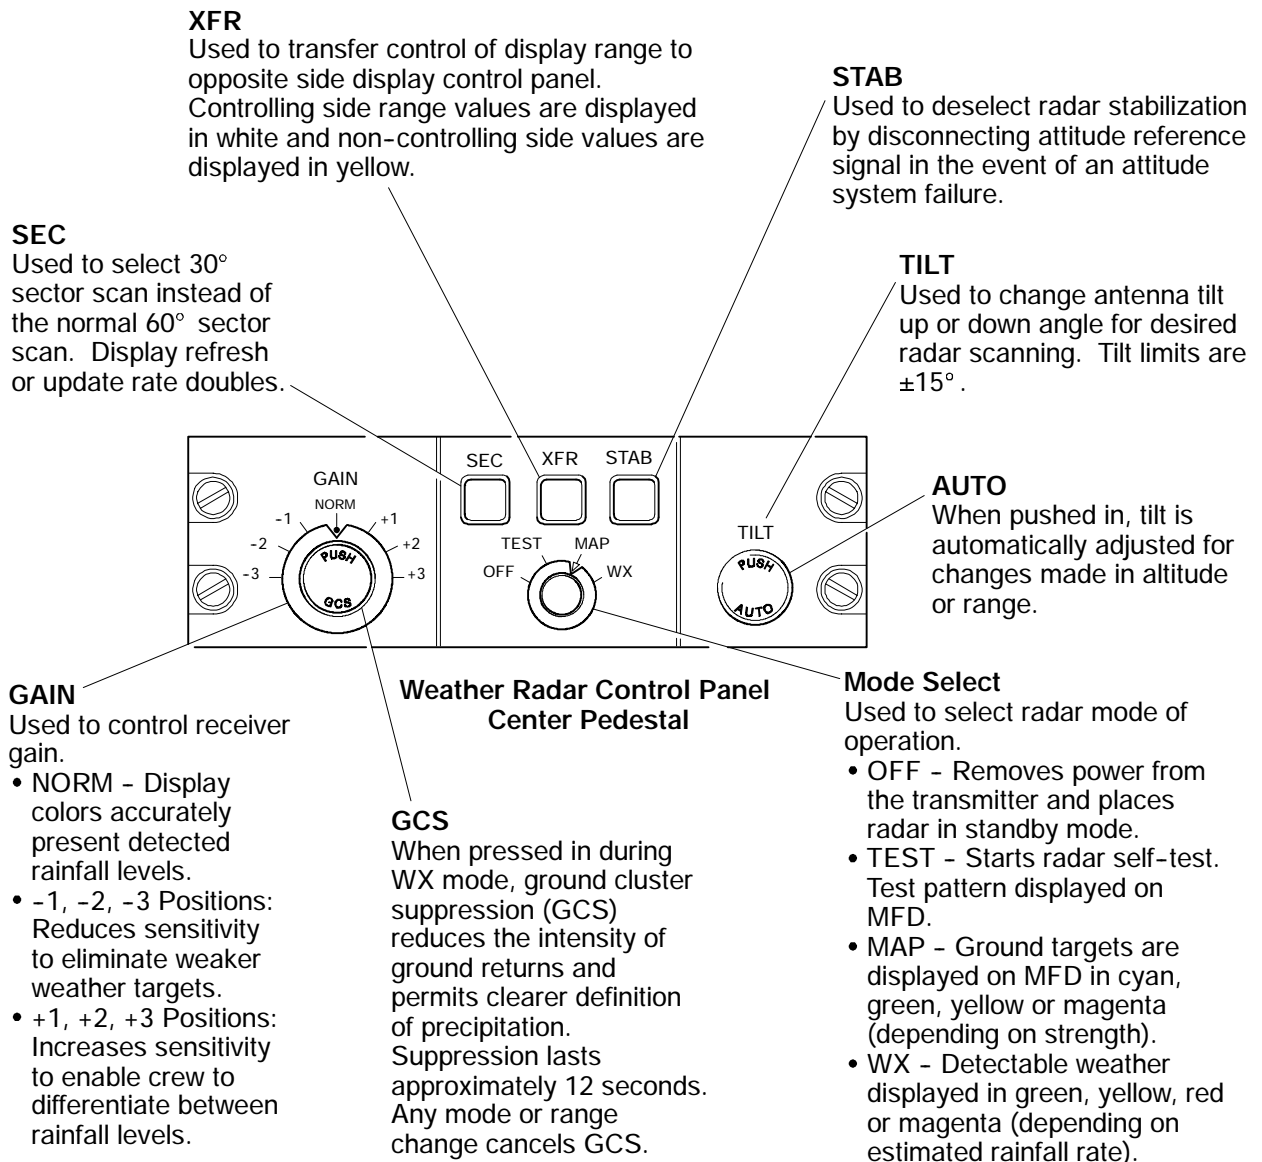 XFR
Used to transfer control of display range to
opposite side display control panel.
Controlling side range values are displayed
in white and non-controlling side values are
displayed in yellow.
STAB
Used to deselect radar stabilization
by disconnecting attitude reference
signal in the event of an attitude
system failure.
SEC
Used to select 30°
sector scan instead of
the normal 60° sector
scan. Display refresh
or update rate doubles.
TILT
Used to change antenna tilt
up or down angle for desired
radar scanning. Tilt limits are
±15°.
GAIN
NORM
-1
+1
-2
+2
-3
+3
PUSH
GCS
SEC
XFR
STAB
TEST
MAP
OFF
WX
TILT
PUSH
AUTO
AUTO
When pushed in, tilt is
automatically adjusted for
changes made in altitude
or range.
Weather Radar Control Panel
Center Pedestal
GAIN
Used to control receiver
gain.
• NORM - Display
colors accurately
present detected
rainfall levels.
• -1, -2, -3 Positions:
Reduces sensitivity
to eliminate weaker
weather targets.
• +1, +2, +3 Positions:
Increases sensitivity
to enable crew to
differentiate between
rainfall levels.
GCS
When pressed in during
WX mode, ground cluster
suppression (GCS)
reduces the intensity of
ground returns and
permits clearer definition
of precipitation.
Suppression lasts
approximately 12 seconds.
Any mode or range
change cancels GCS.
Mode Select
Used to select radar mode of
operation.
• OFF - Removes power from
the transmitter and places
radar in standby mode.
• TEST - Starts radar self-test.
Test pattern displayed on
MFD.
• MAP - Ground targets are
displayed on MFD in cyan,
green, yellow or magenta
(depending on strength).
• WX - Detectable weather
displayed in green, yellow, red
or magenta (depending on
estimated rainfall rate).